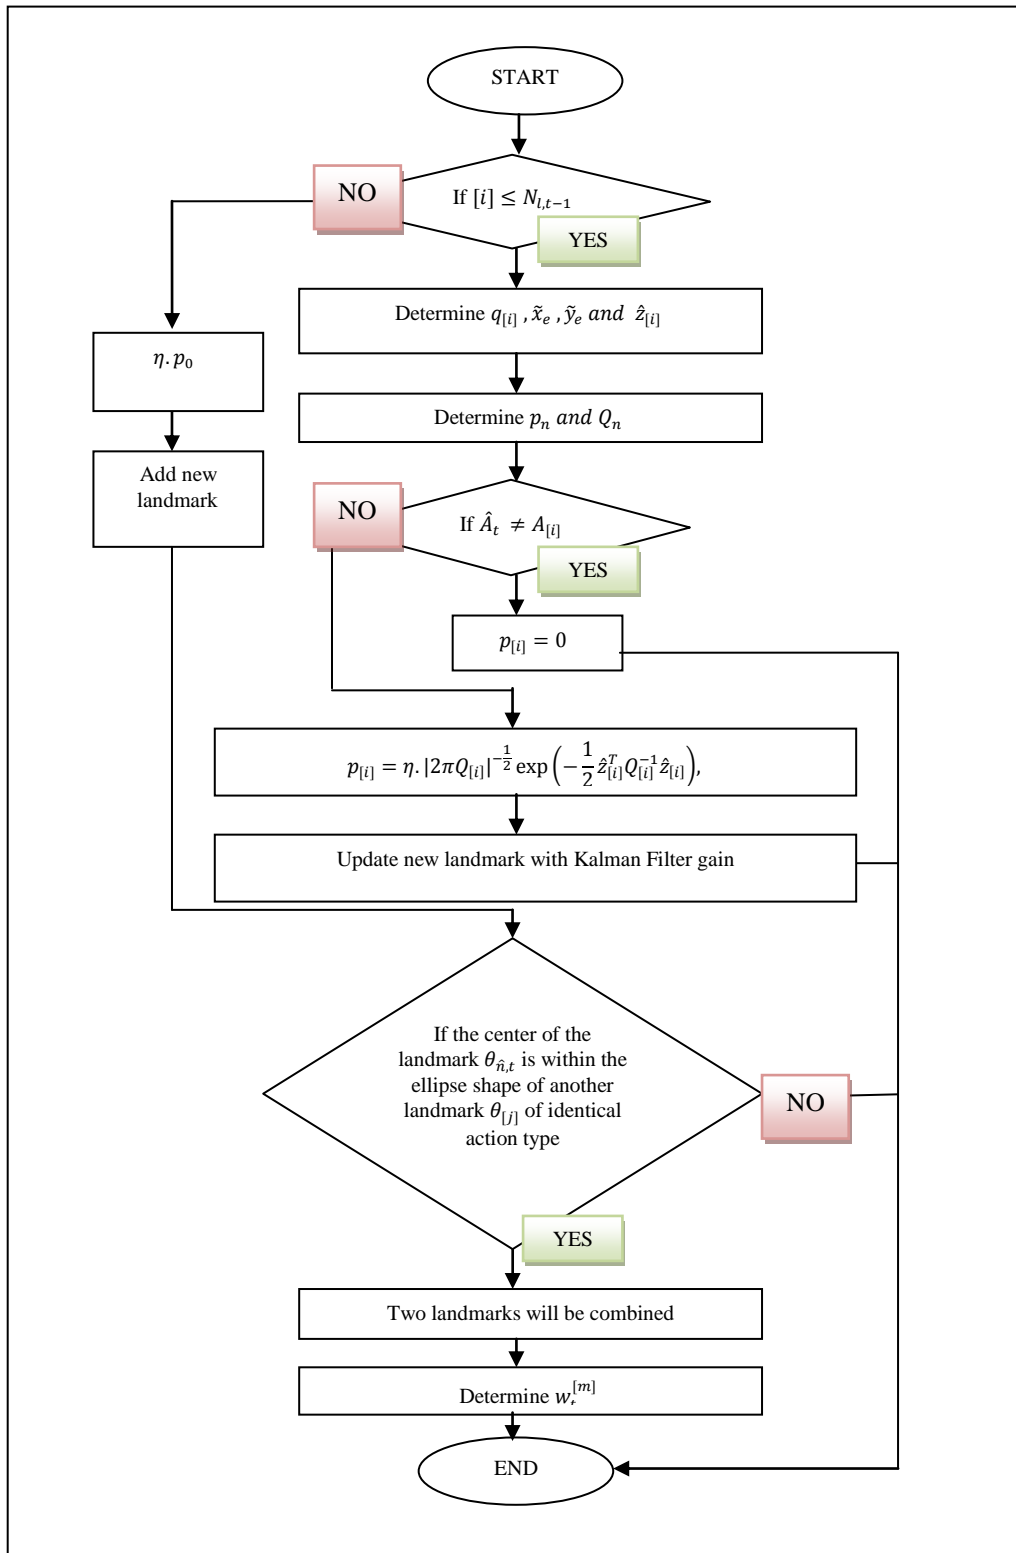 START
If [i] ≤ N_{l,t−1}
NO
YES
Determine q_{[i]} , x̃_e , ỹ_e and ẑ_{[i]}
η. p_0
Determine p_n and Q_n
Add new
landmark
NO
If Â_t ≠ A_{[i]}
YES
p_{[i]} = 0
p_{[i]} = η. |2πQ_{[i]}|^{−1/2} exp (−1/2 ẑ_{[i]}^T Q_{[i]}^{−1} ẑ_{[i]}),
Update new landmark with Kalman Filter gain
If the center of the
landmark θ_{n̂,t} is within the
ellipse shape of another
landmark θ_{[j]} of identical
action type
NO
YES
Two landmarks will be combined
Determine w_t^{[m]}
END